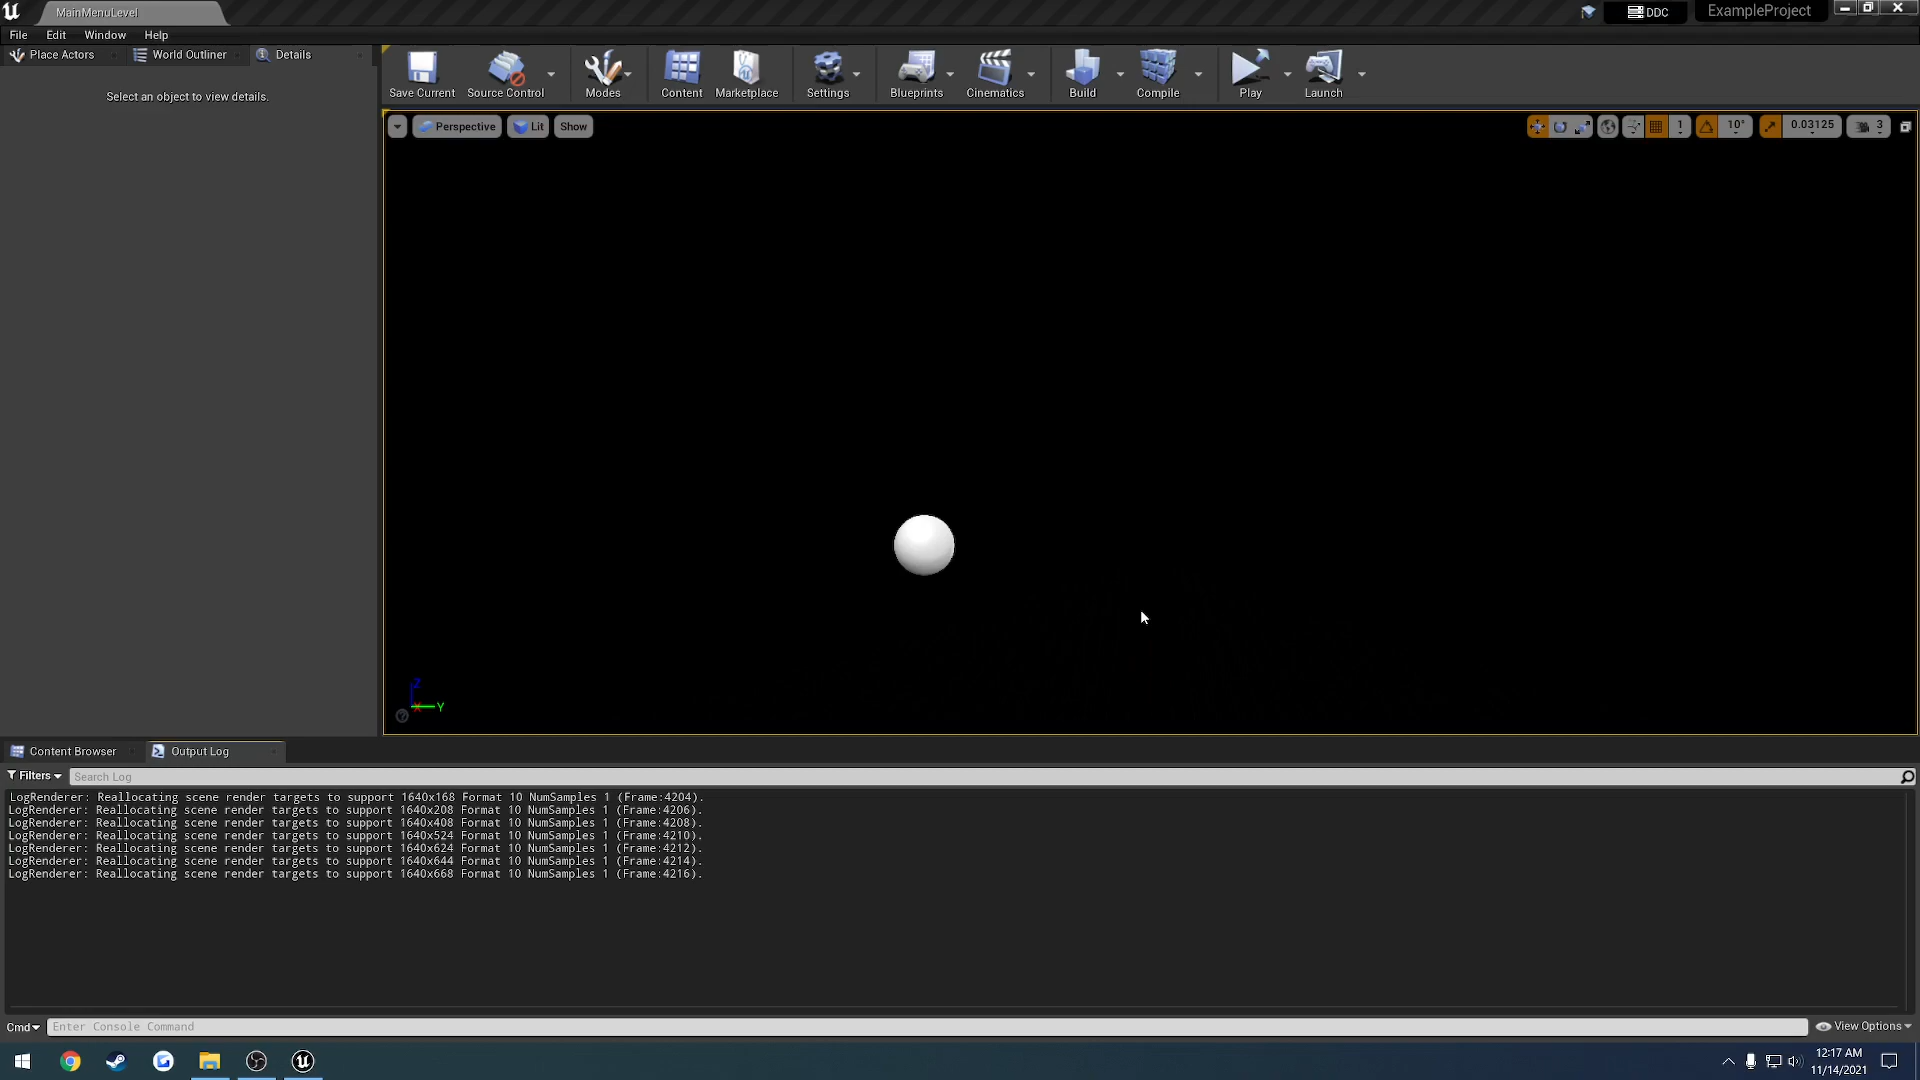 MainMenuLevel
DDC
ExampleProject
File Edit Window Help
Place Actors World Outliner Details
Select an object to view details.
Save Current Source Control Modes Content Marketplace Settings Blueprints Cinematics Build Compile Play Launch
Perspective Lit Show
1 10° 0.03125 3
Z
X Y
Content Browser Output Log
Filters Search Log
LogRenderer: Reallocating scene render targets to support 1640x168 Format 10 NumSamples 1 (Frame:4204).
LogRenderer: Reallocating scene render targets to support 1640x208 Format 10 NumSamples 1 (Frame:4206).
LogRenderer: Reallocating scene render targets to support 1640x408 Format 10 NumSamples 1 (Frame:4208).
LogRenderer: Reallocating scene render targets to support 1640x524 Format 10 NumSamples 1 (Frame:4210).
LogRenderer: Reallocating scene render targets to support 1640x624 Format 10 NumSamples 1 (Frame:4212).
LogRenderer: Reallocating scene render targets to support 1640x644 Format 10 NumSamples 1 (Frame:4214).
LogRenderer: Reallocating scene render targets to support 1640x668 Format 10 NumSamples 1 (Frame:4216).
Cmd Enter Console Command View Options
12:17 AM
11/14/2021